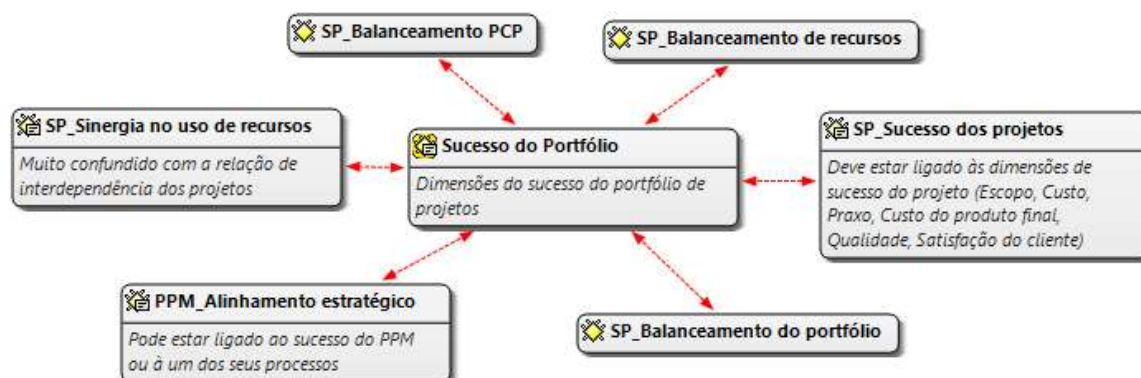 SP_Balanceamento PCP
SP_Balanceamento de recursos
SP_Sinergia no uso de recursos
Muito confundido com a relação de
interdependência dos projetos
Sucesso do Portfólio
Dimensões do sucesso do portfólio de
projetos
SP_Sucesso dos projetos
Deve estar ligado às dimensões de
sucesso do projeto (Escopo, Custo,
Praxo, Custo do produto final,
Qualidade, Satisfação do cliente)
PPM_Alinhamento estratégico
Pode estar ligado ao sucesso do PPM
ou à um dos seus processos
SP_Balanceamento do portfólio